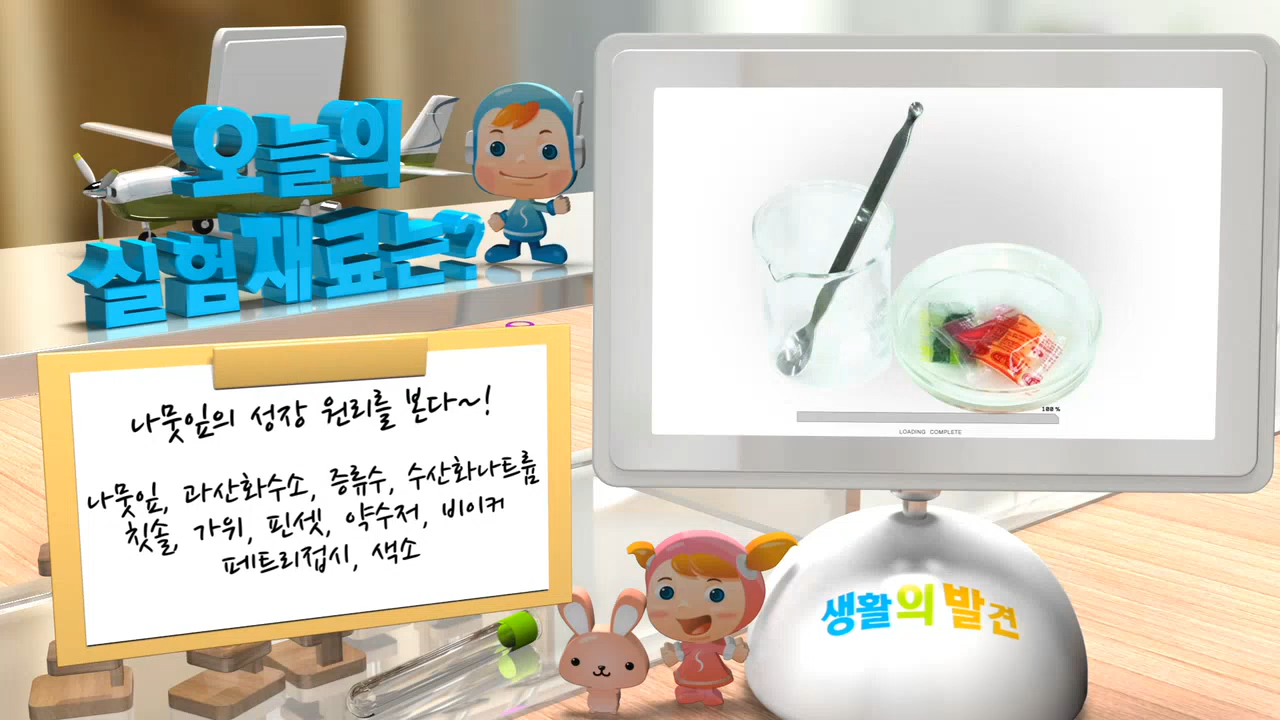 오늘의
실험재료는?
나뭇잎의 성장 원리를 본다~!
나뭇잎, 과산화수소, 증류수, 수산화나트륨
칫솔, 가위, 핀셋, 약수저, 비이커
페트리접시, 색소
100%
LOADING COMPLETE
생활의 발견